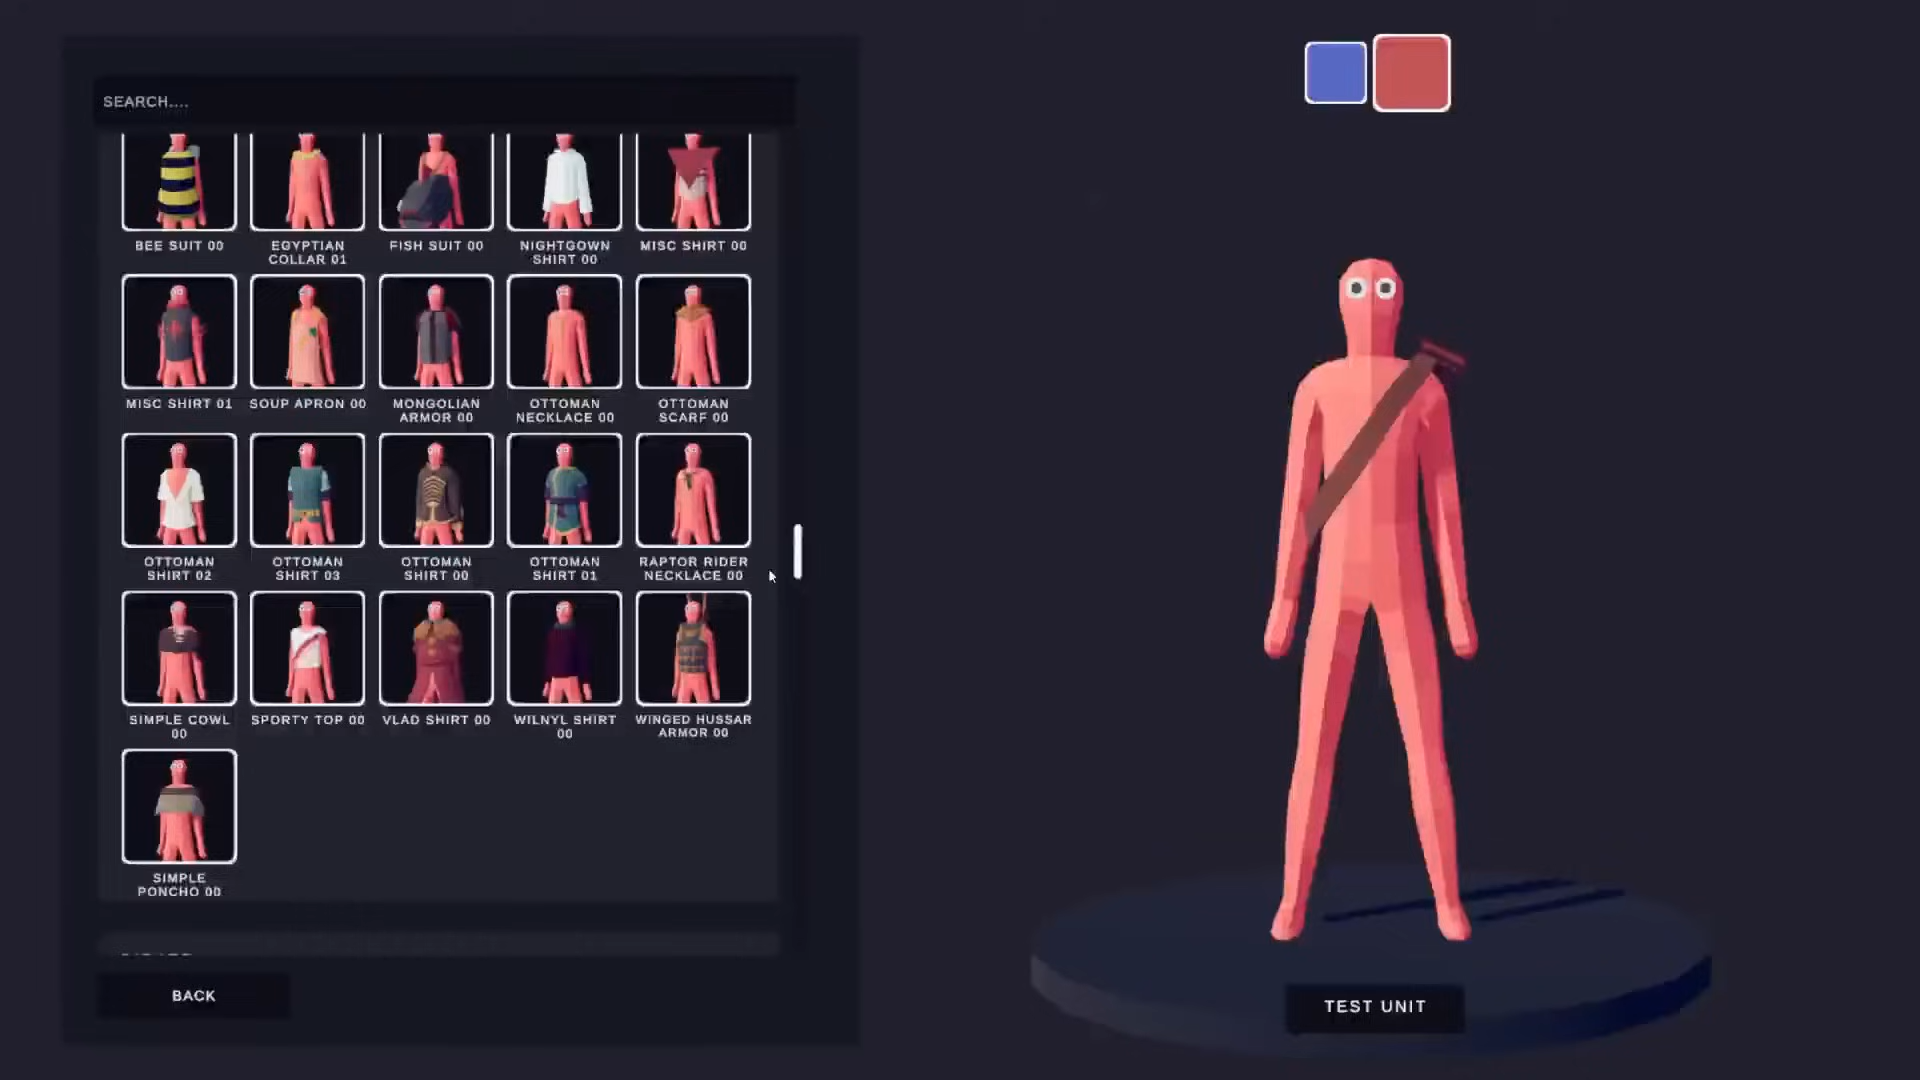 SEARCH....
BEE SUIT 00
EGYPTIAN
COLLAR 01
FISH SUIT 00
NIGHTGOWN
SHIRT 00
MISC SHIRT 00
MISC SHIRT 01
SOUP APRON 00
MONGOLIAN
ARMOR 00
OTTOMAN
NECKLACE 00
OTTOMAN
SCARF 00
OTTOMAN
SHIRT 02
OTTOMAN
SHIRT 03
OTTOMAN
SHIRT 00
OTTOMAN
SHIRT 01
RAPTOR RIDER
NECKLACE 00
SIMPLE COWL
00
SPORTY TOP 00
VLAD SHIRT 00
WILNYL SHIRT
00
WINGED HUSSAR
ARMOR 00
SIMPLE
PONCHO 00
BACK
TEST UNIT